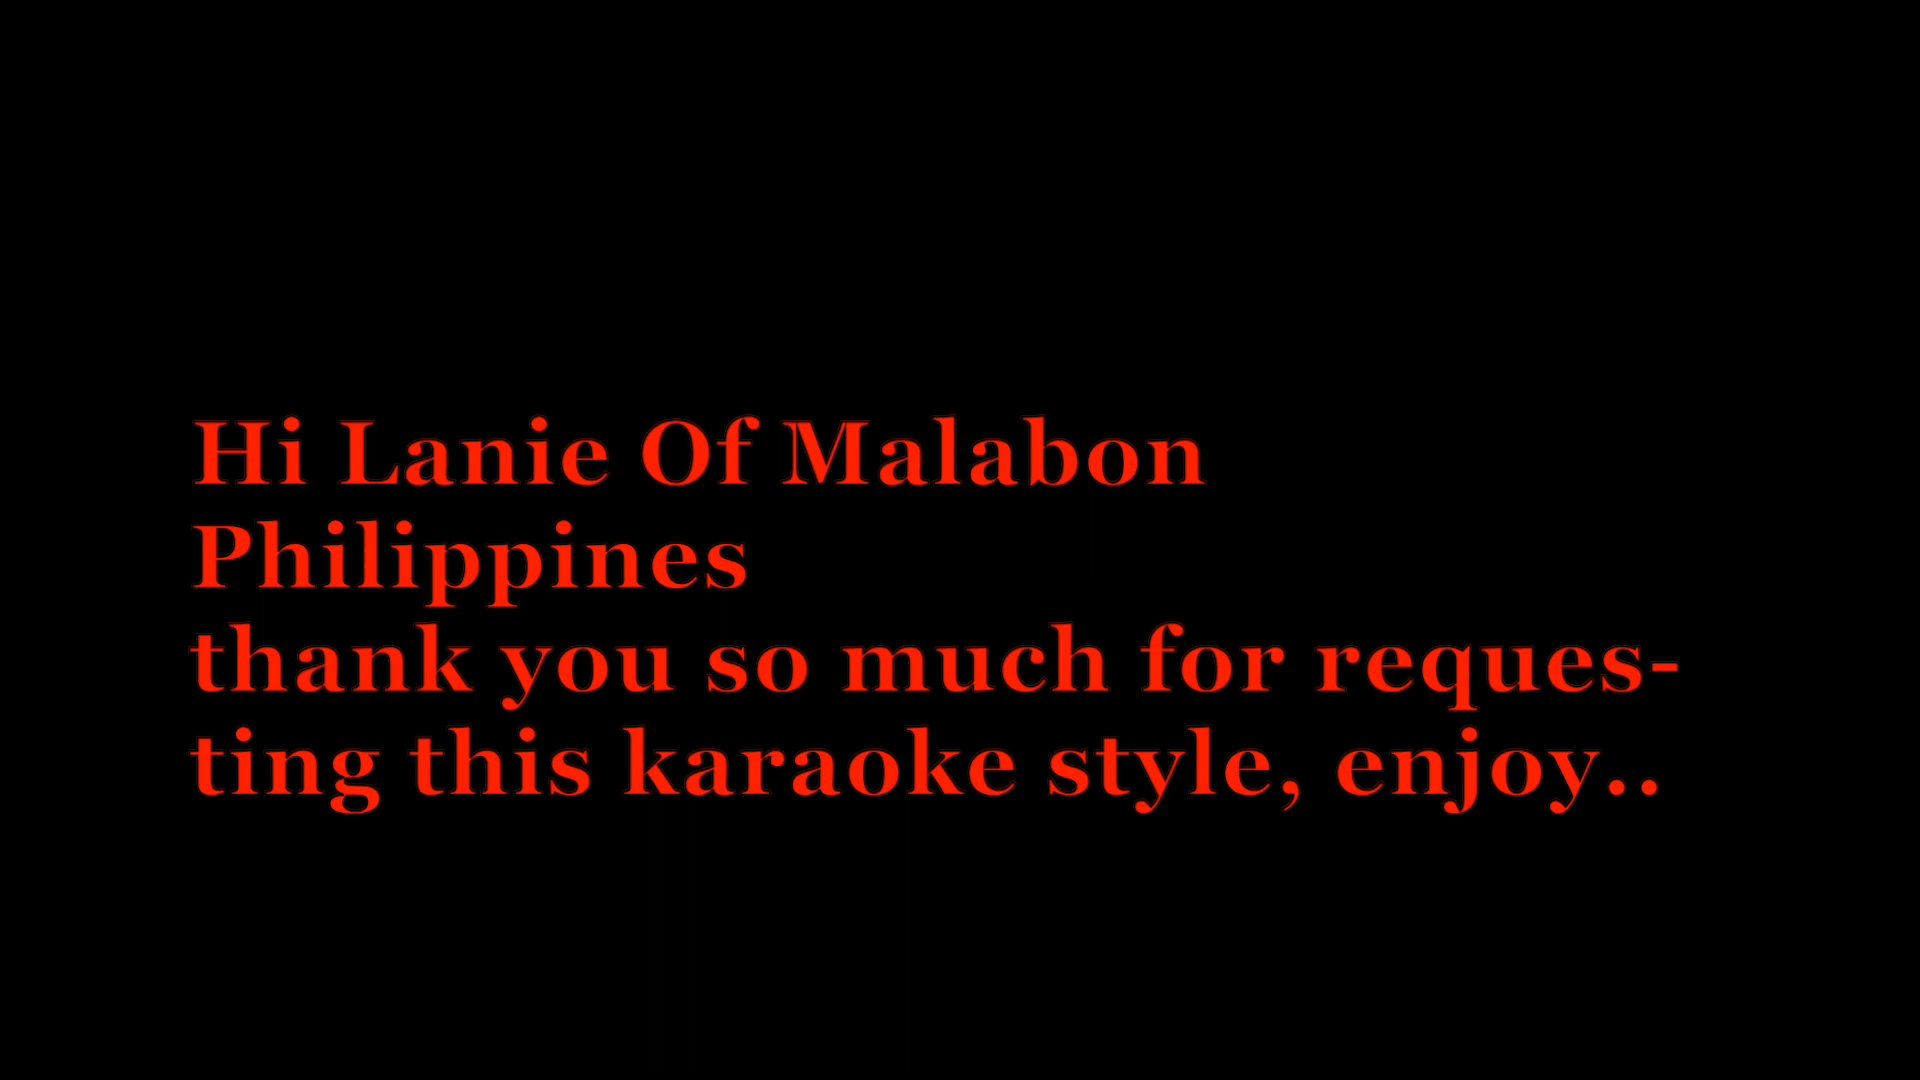 Hi Lanie Of Malabon
Philippines
thank you so much for reques-
ting this karaoke style, enjoy..